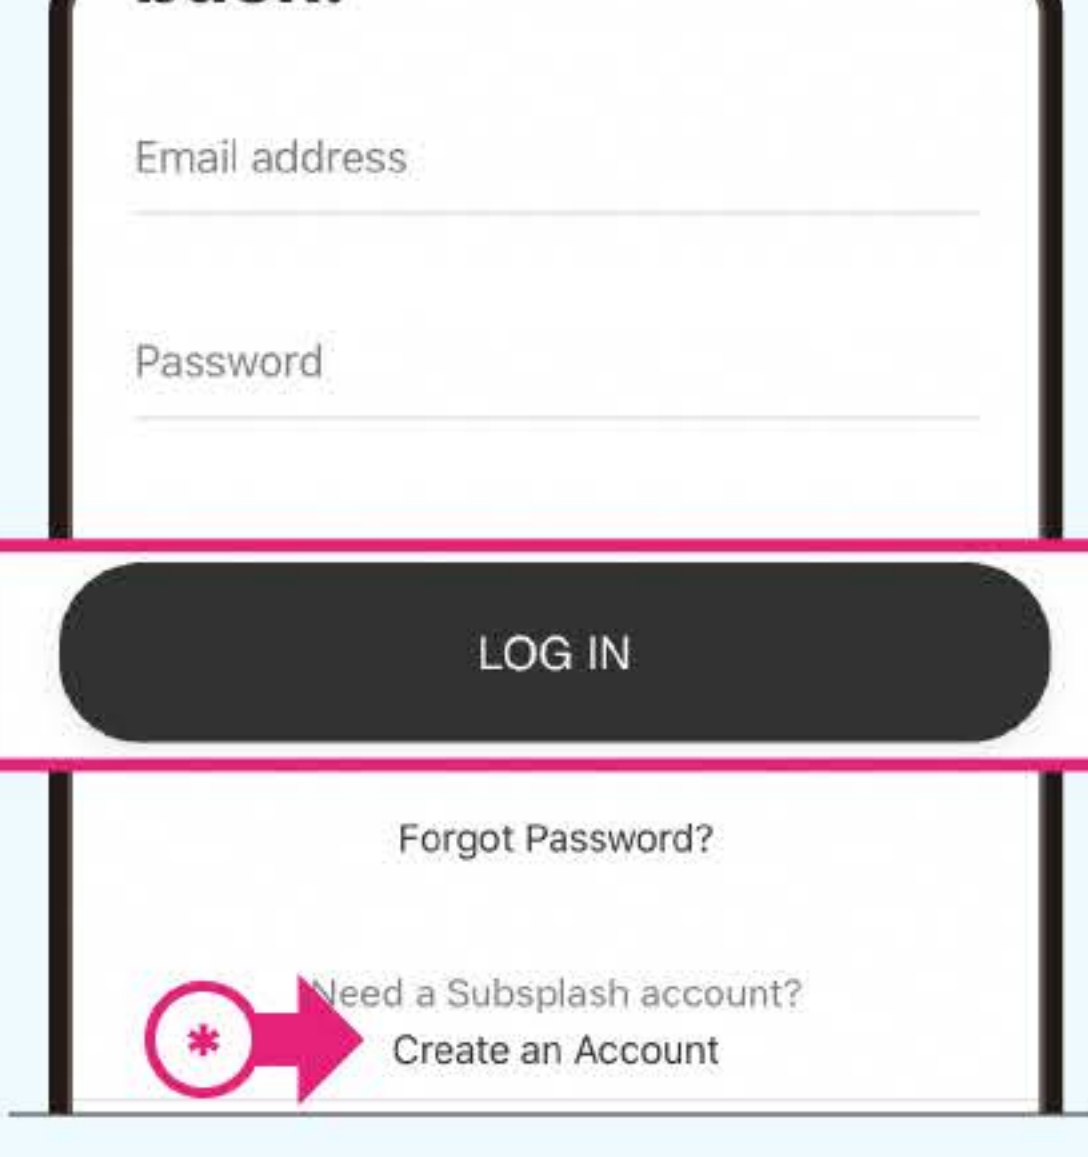 Email address
Password
LOG IN
Forgot Password?
Need a Subsplash account?
* Create an Account